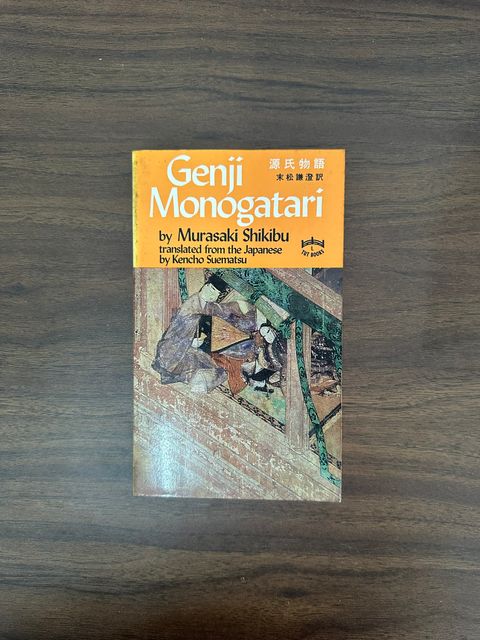 Genji
Monogatari
源氏物語
末松謙澄訳
by Murasaki Shikibu
translated from the Japanese
by Kencho Suematsu
TUT BOOKS